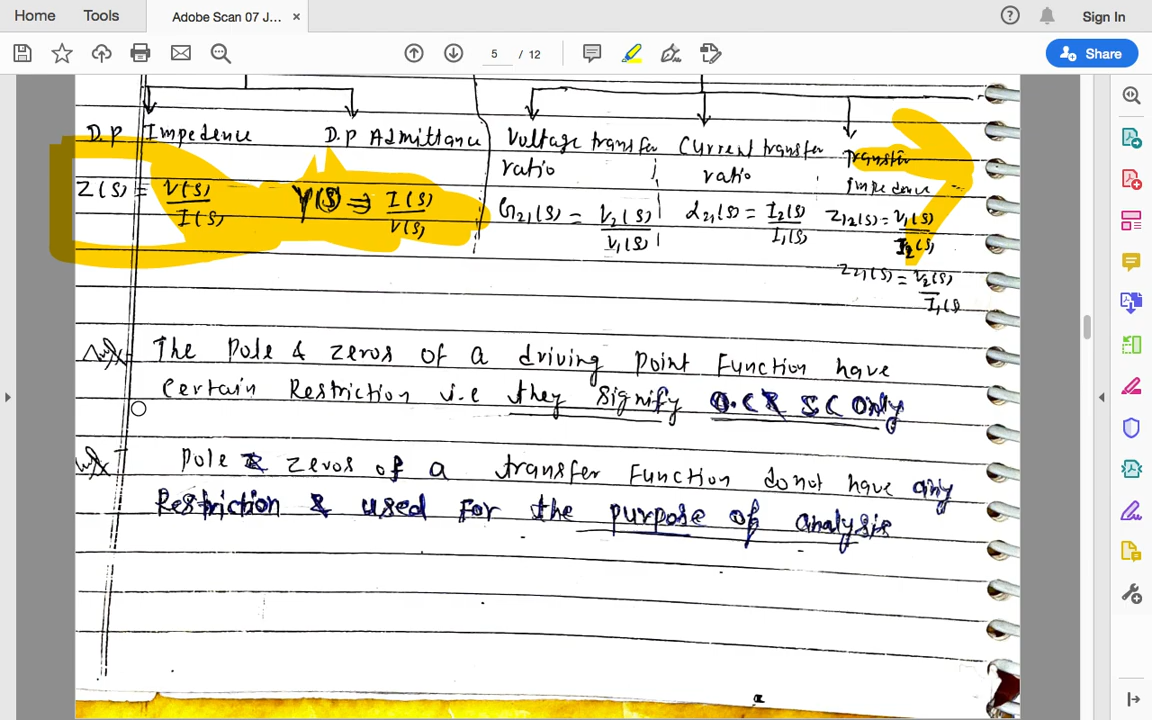 Home Tools Adobe Scan 07 J... × Sign In
5 / 12 Share
D.P Impedence D.P Admittance Voltage transfer ratio Current transfer ratio Transfer impedence
Z(S) = V(S)/I(S) Y(S) ⇒ I(S)/V(S) G21(S) = V2(S)/V1(S) α21(S) = I2(S)/I1(S) Z12(S) = V1(S)/I2(S)
Z21(S) = V2(S)/I1(S
The Pole & zeros of a driving point Function have
Certain Restriction i.e they signify O.C & S C Only
Pole & zeros of a transfer Function donot have any
Restriction & used for the purpose of analysis